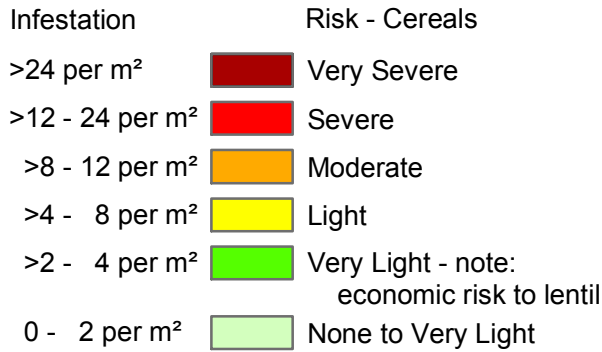 Infestation Risk - Cereals
>24 per m² Very Severe
>12 - 24 per m² Severe
>8 - 12 per m² Moderate
>4 - 8 per m² Light
>2 - 4 per m² Very Light - note:
economic risk to lentil
0 - 2 per m² None to Very Light